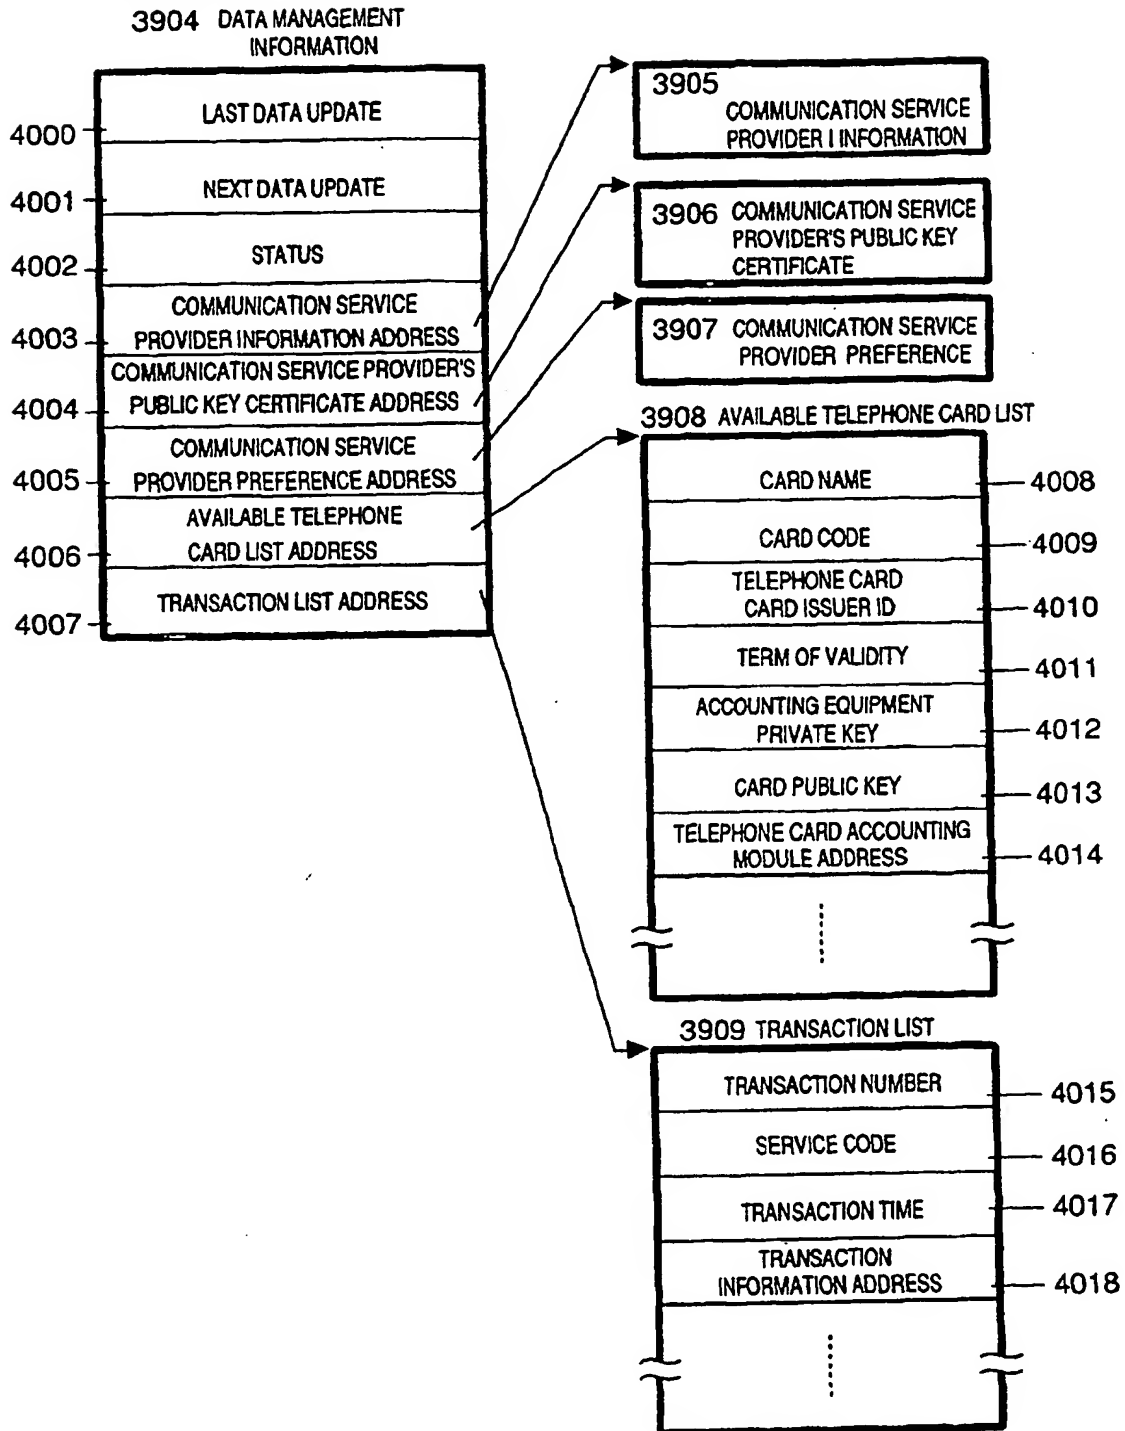 3904 DATA MANAGEMENT
INFORMATION
LAST DATA UPDATE
4000
NEXT DATA UPDATE
4001
STATUS
4002
COMMUNICATION SERVICE
PROVIDER INFORMATION ADDRESS
4003
COMMUNICATION SERVICE PROVIDER'S
PUBLIC KEY CERTIFICATE ADDRESS
4004
COMMUNICATION SERVICE
PROVIDER PREFERENCE ADDRESS
4005
AVAILABLE TELEPHONE
CARD LIST ADDRESS
4006
TRANSACTION LIST ADDRESS
4007
3905
COMMUNICATION SERVICE
PROVIDER I INFORMATION
3906 COMMUNICATION SERVICE
PROVIDER'S PUBLIC KEY
CERTIFICATE
3907 COMMUNICATION SERVICE
PROVIDER PREFERENCE
3908 AVAILABLE TELEPHONE CARD LIST
CARD NAME
4008
CARD CODE
4009
TELEPHONE CARD
CARD ISSUER ID
4010
TERM OF VALIDITY
4011
ACCOUNTING EQUIPMENT
PRIVATE KEY
4012
CARD PUBLIC KEY
4013
TELEPHONE CARD ACCOUNTING
MODULE ADDRESS
4014
3909 TRANSACTION LIST
TRANSACTION NUMBER
4015
SERVICE CODE
4016
TRANSACTION TIME
4017
TRANSACTION
INFORMATION ADDRESS
4018